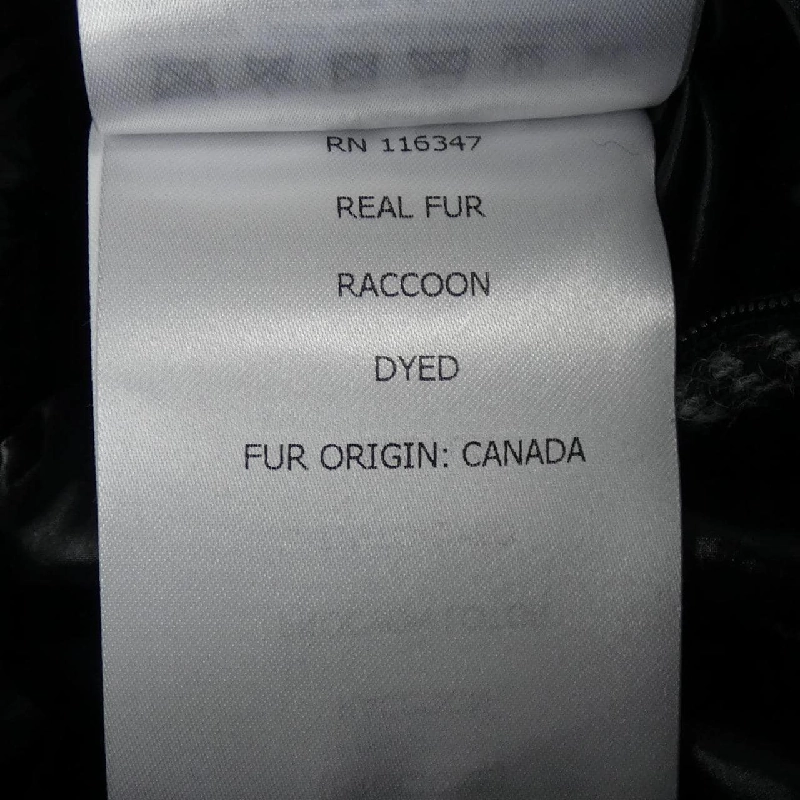 RN 116347
REAL FUR
RACCOON
DYED
FUR ORIGIN: CANADA